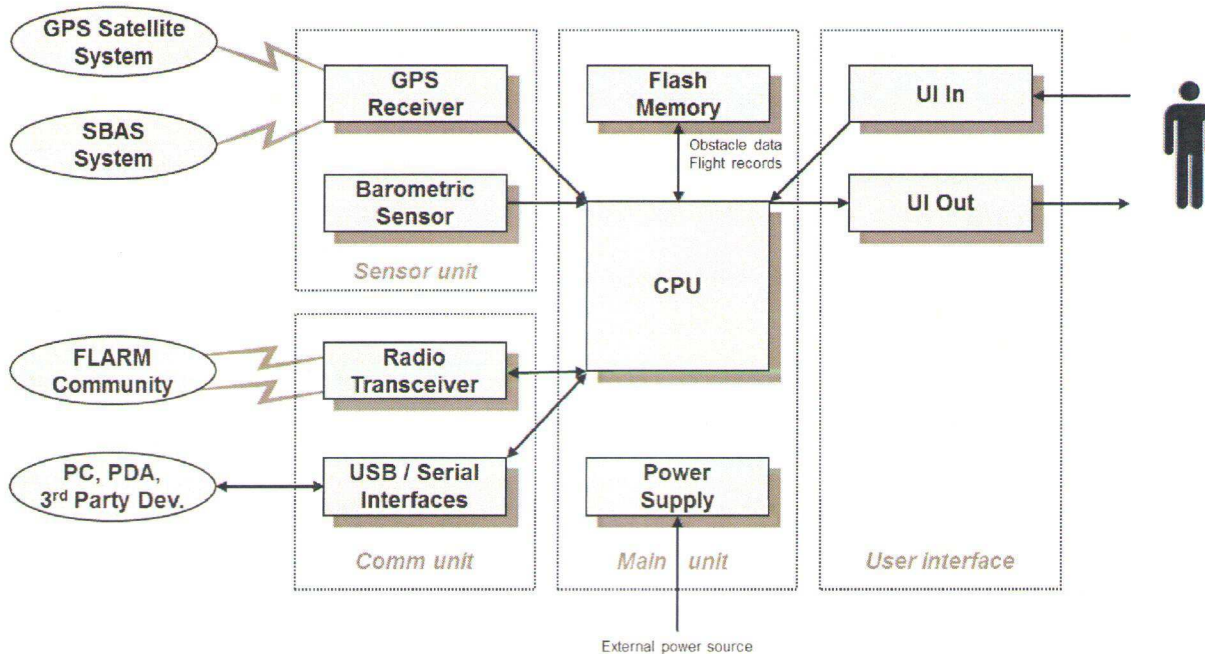 GPS Satellite
System
SBAS
System
GPS
Receiver
Barometric
Sensor
Sensor unit
Flash
Memory
Obstacle data
Flight records
CPU
UI In
UI Out
FLARM
Community
Radio
Transceiver
PC, PDA,
3rd Party Dev.
USB / Serial
Interfaces
Comm unit
Power
Supply
Main unit
User interface
External power source